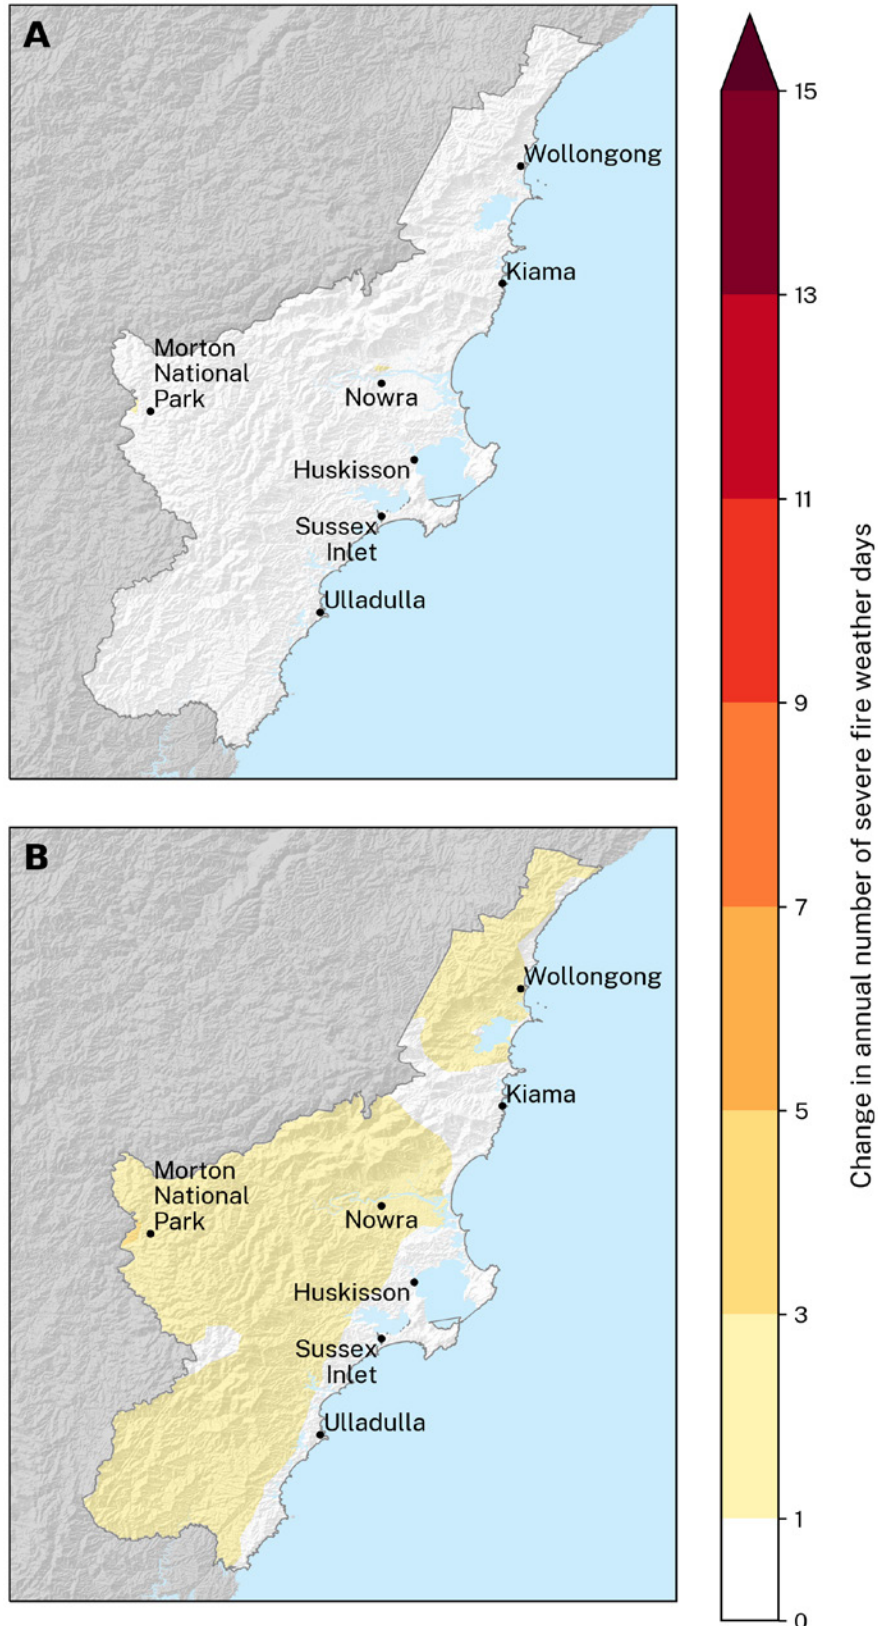 A
Wollongong
Kiama
Morton
National
Park
Nowra
Huskisson
Sussex
Inlet
Ulladulla
B
Wollongong
Kiama
Morton
National
Park
Nowra
Huskisson
Sussex
Inlet
Ulladulla
15
13
11
9
7
5
3
1
0
Change in annual number of severe fire weather days